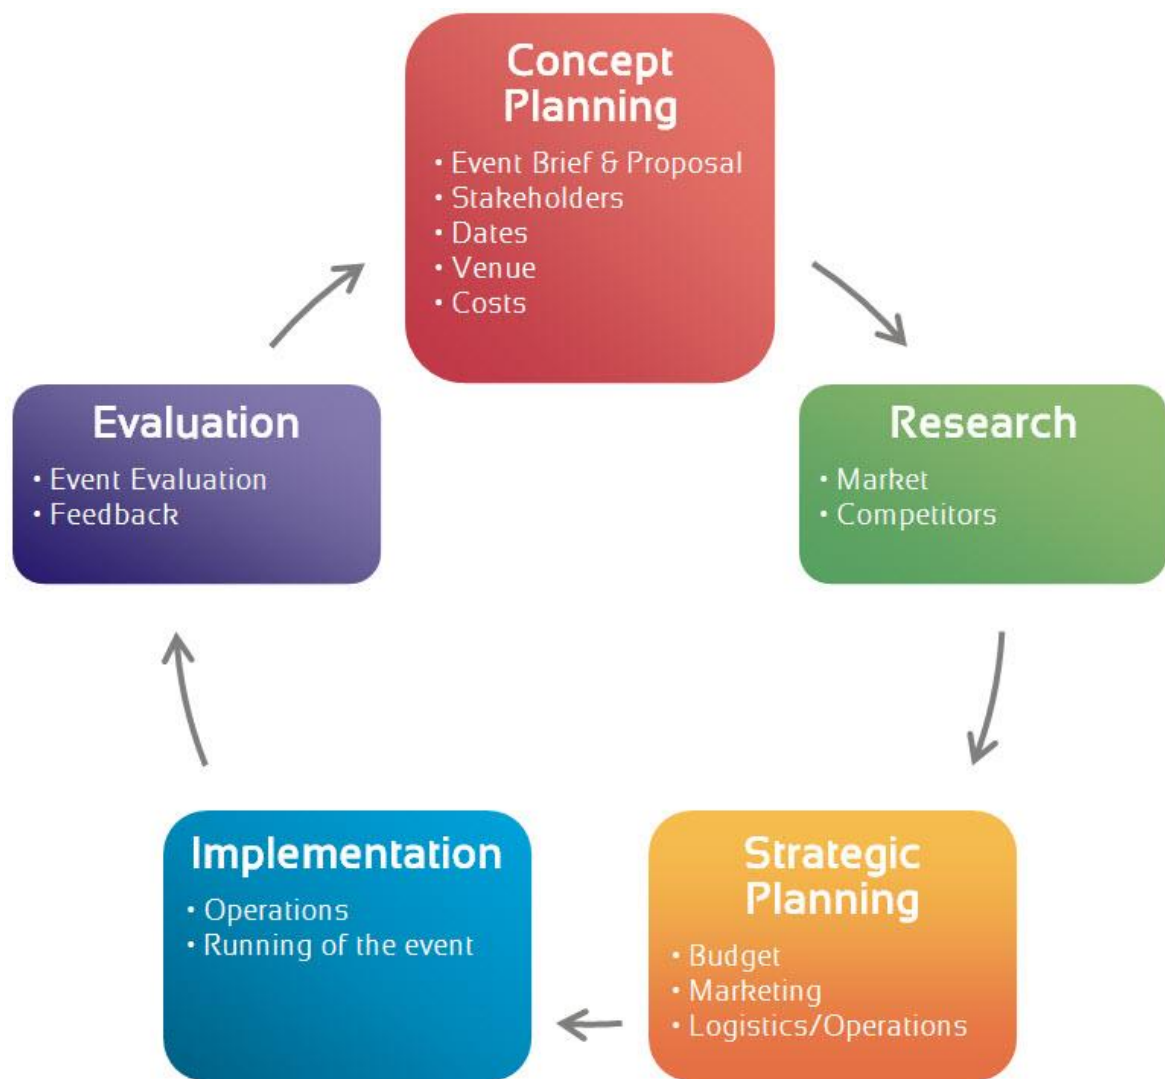 Concept
Planning
• Event Brief & Proposal
• Stakeholders
• Dates
• Venue
• Costs
Research
• Market
• Competitors
Strategic
Planning
• Budget
• Marketing
• Logistics/Operations
Implementation
• Operations
• Running of the event
Evaluation
• Event Evaluation
• Feedback